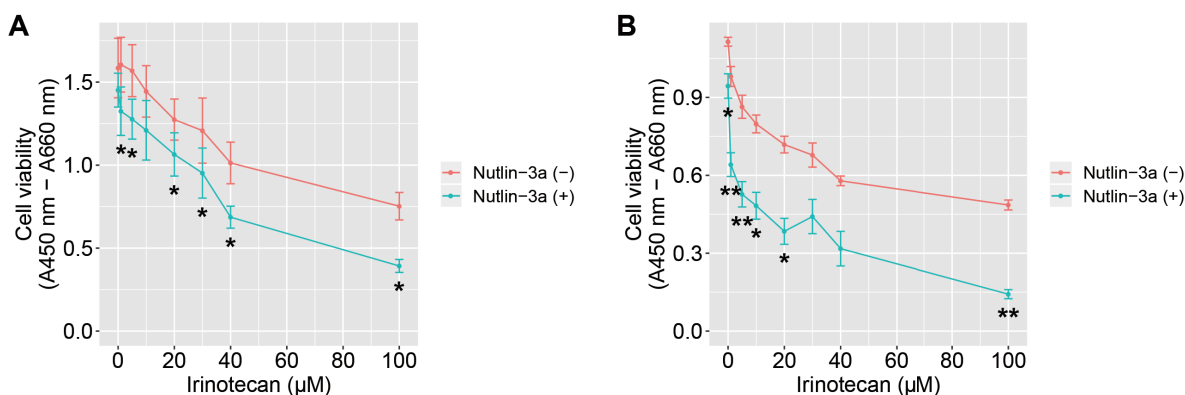 A
Cell viability
(A450 nm − A660 nm)
1.5
1.0
0.5
0.0
*
*
*
*
*
*
0
20
40
60
80
100
Irinotecan (µM)
Nutlin−3a (−)
Nutlin−3a (+)
B
Cell viability
(A450 nm − A660 nm)
0.9
0.6
0.3
0.0
*
**
**
*
*
**
0
20
40
60
80
100
Irinotecan (µM)
Nutlin−3a (−)
Nutlin−3a (+)